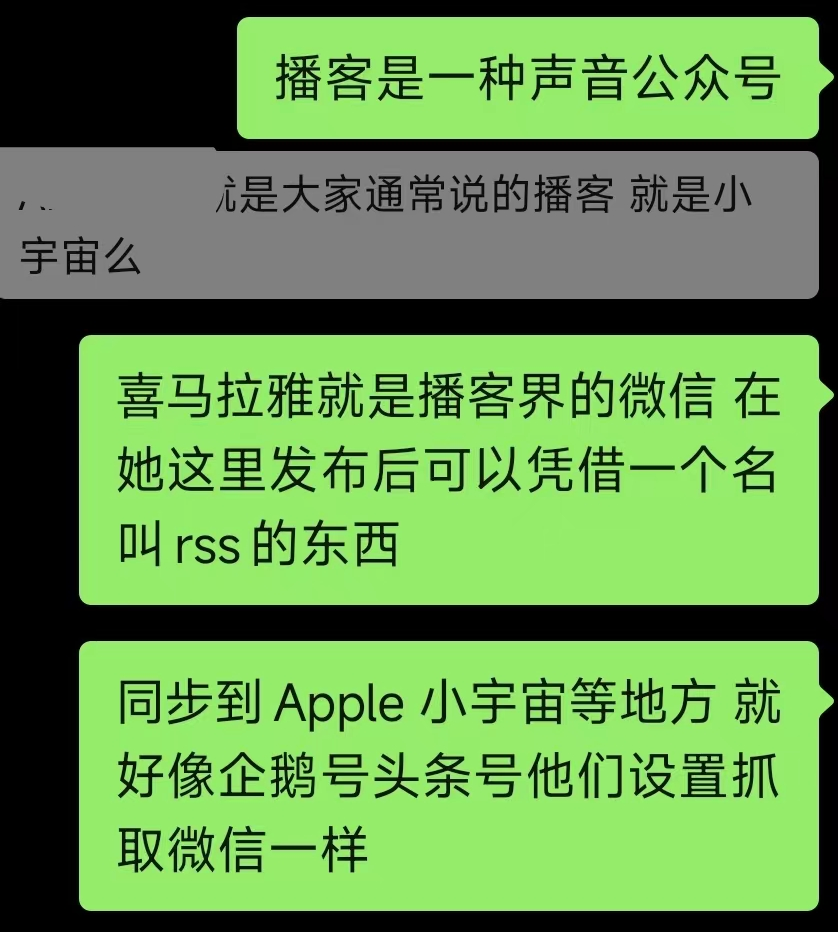 播客是一种声音公众号
就是大家通常说的播客 就是小
宇宙么
喜马拉雅就是播客界的微信 在
她这里发布后可以凭借一个名
叫 rss 的东西
同步到 Apple 小宇宙等地方 就
好像企鹅号头条号他们设置抓
取微信一样